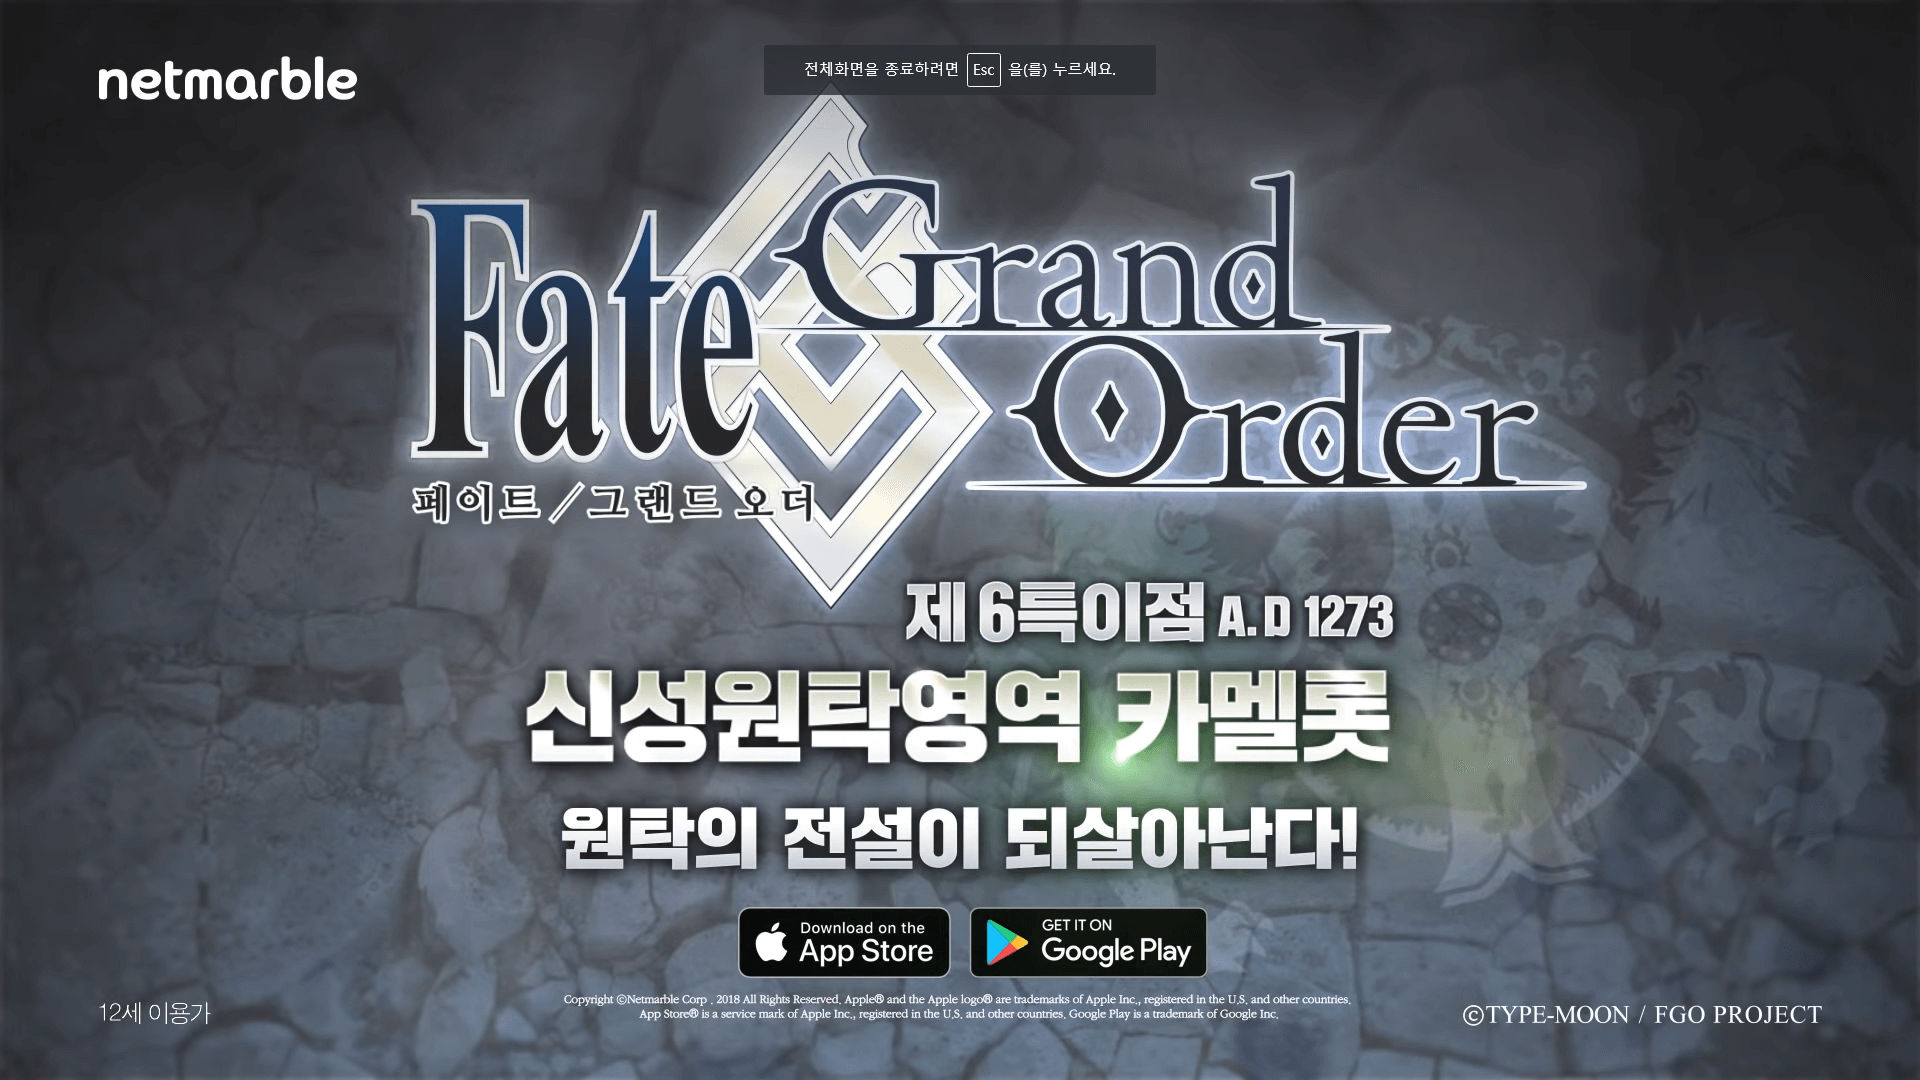 netmarble
전체화면을 종료하려면 Esc 을(를) 누르세요.
Fate Grand
Order
페이트/그랜드 오더
제 6특이점 A.D 1273
신성원탁영역 카멜롯
원탁의 전설이 되살아난다!
Download on the
App Store
GET IT ON
Google Play
Copyright ©Netmarble Corp . 2018 All Rights Reserved. Apple® and the Apple logo® are trademarks of Apple Inc., registered in the U.S. and other countries.
App Store® is a service mark of Apple Inc., registered in the U.S. and other countries. Google Play is a trademark of Google Inc.
12세 이용가
©TYPE-MOON / FGO PROJECT